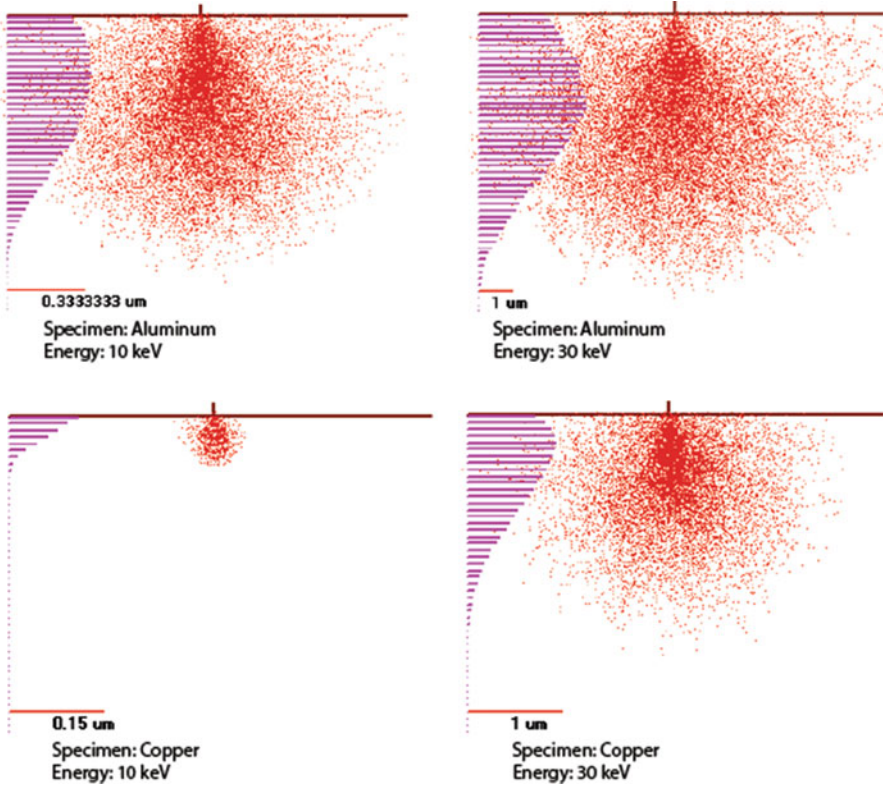 0.3333333 um
Specimen: Aluminum
Energy: 10 keV
1 um
Specimen: Aluminum
Energy: 30 keV
0.15 um
Specimen: Copper
Energy: 10 keV
1 um
Specimen: Copper
Energy: 30 keV